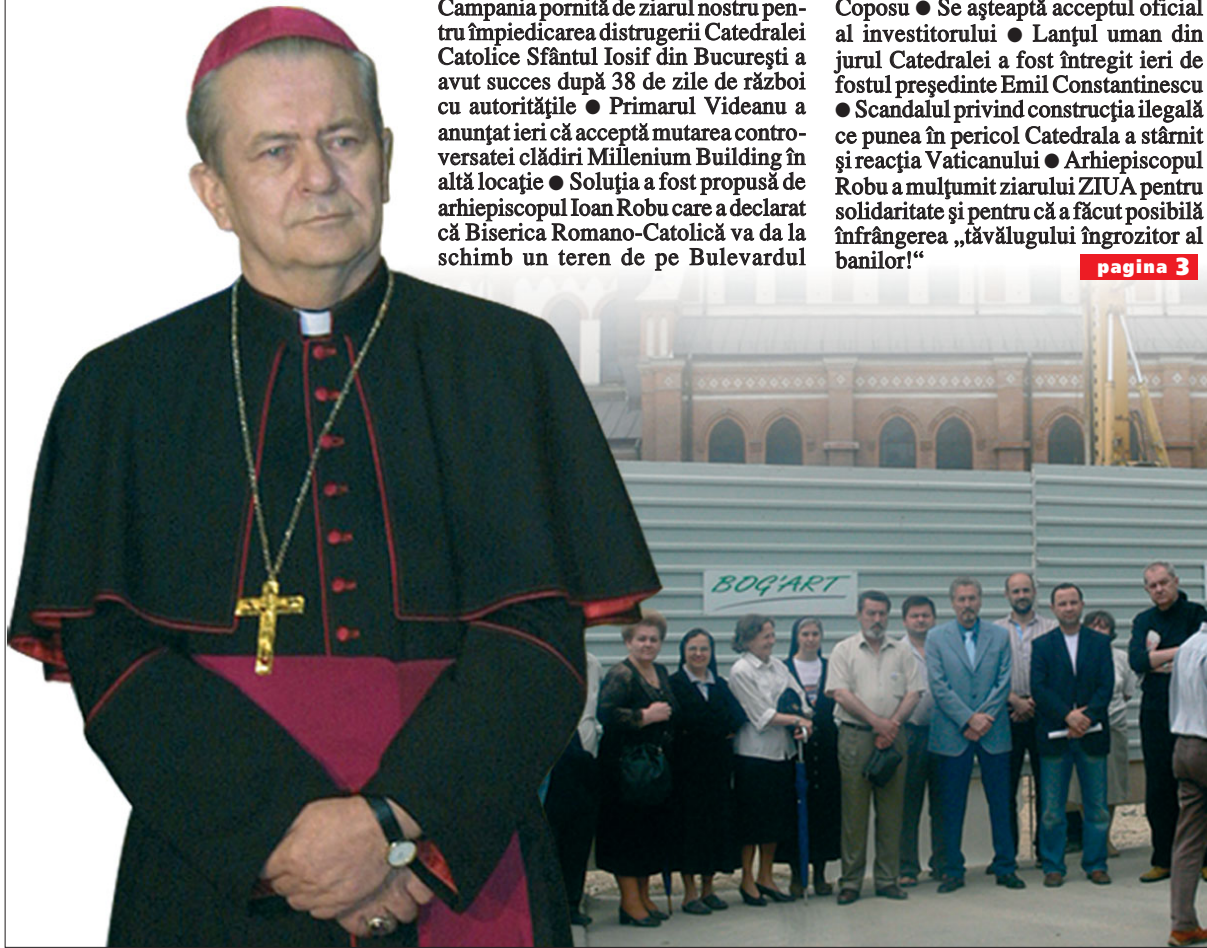 Campania pornită de ziarul nostru pen-
tru împiedicarea distrugerii Catedralei
Catolice Sfântul Iosif din Bucureşti a
avut succes după 38 de zile de război
cu autorităţile ● Primarul Videanu a
anunţat ieri că acceptă mutarea contro-
versatei clădiri Millenium Building în
altă locaţie ● Soluţia a fost propusă de
arhiepiscopul Ioan Robu care a declarat
că Biserica Romano-Catolică va da la
schimb un teren de pe Bulevardul
Coposu ● Se aşteaptă acceptul oficial
al investitorului ● Lanţul uman din
jurul Catedralei a fost întregit ieri de
fostul preşedinte Emil Constantinescu
● Scandalul privind construcţia ilegală
ce punea în pericol Catedrala a stârnit
şi reacţia Vaticanului ● Arhiepiscopul
Robu a mulţumit ziarului ZIUA pentru
solidaritate şi pentru că a făcut posibilă
înfrângerea „tăvălugului îngrozitor al
banilor!“
pagina 3
BOG'ART